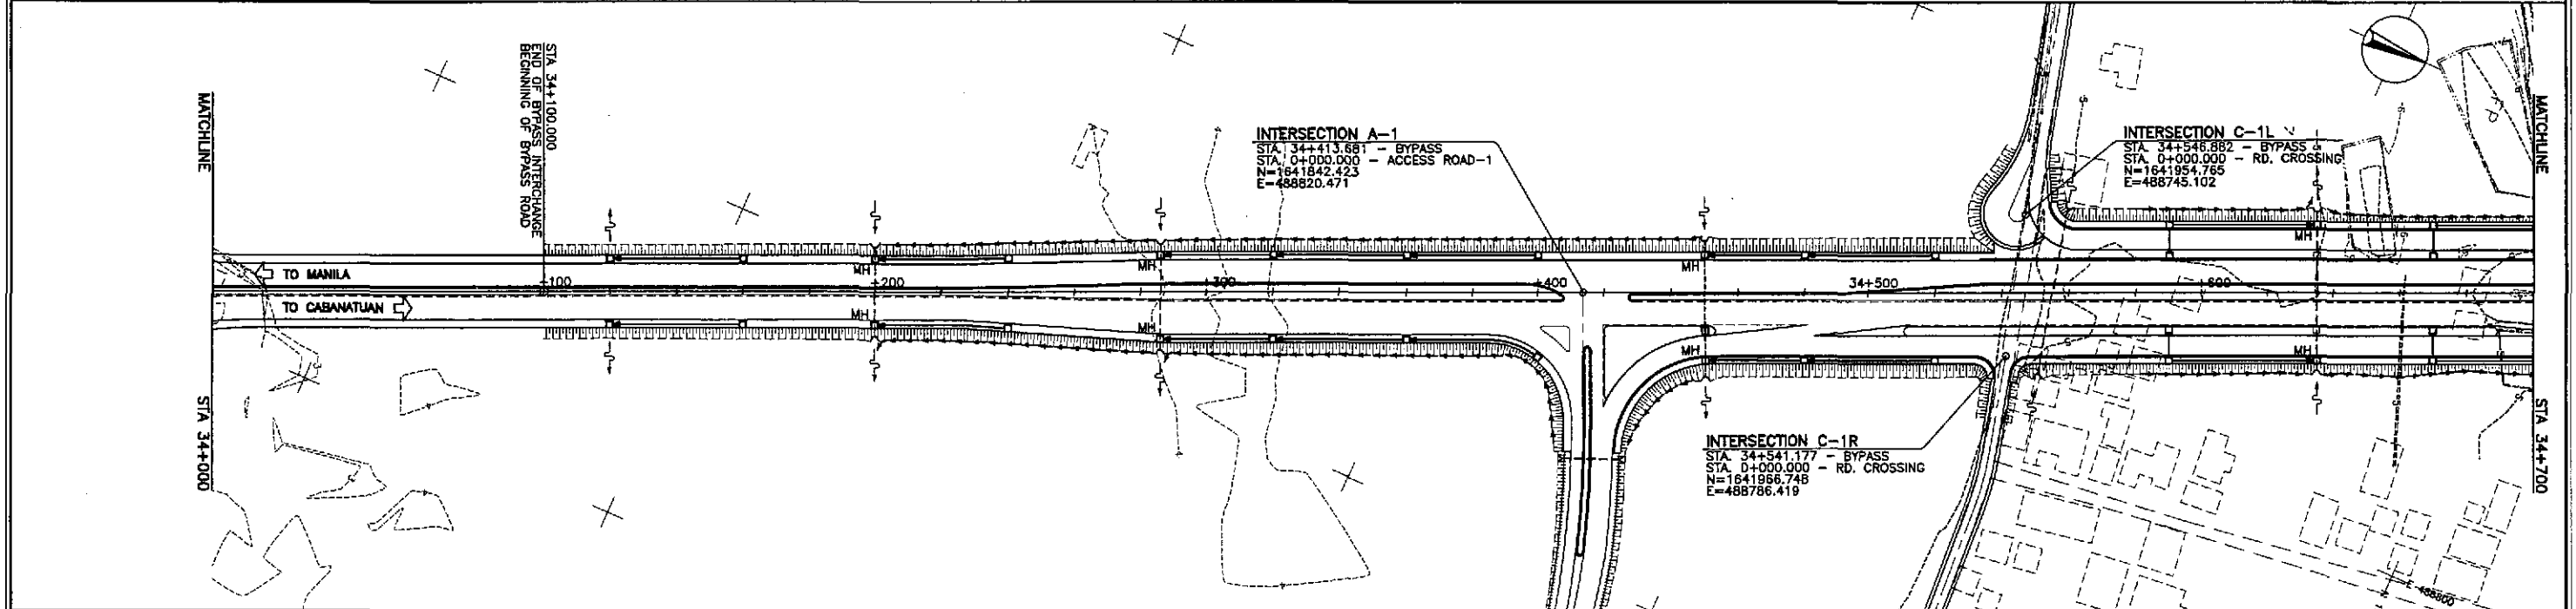 MATCHLINE
STA 34+000
STA 34+100.000
END OF BYPASS INTERCHANGE
BEGINNING OF BYPASS ROAD
TO MANILA
TO CABANATUAN
+100
+200
+300
+400
34+500
+600
MH
MH
MH
MH
MH
MH
MH
MH
INTERSECTION A-1
STA. 34+413.681 - BYPASS
STA. 0+000.000 - ACCESS ROAD-1
N=1641842.423
E=488820.471
INTERSECTION C-1L
STA. 34+546.882 - BYPASS
STA. 0+000.000 - RD. CROSSING
N=1641954.765
E=488745.102
INTERSECTION C-1R
STA. 34+541.177 - BYPASS
STA. 0+000.000 - RD. CROSSING
N=1641966.748
E=488786.419
FP
MATCHLINE
STA 34+700
E 488800